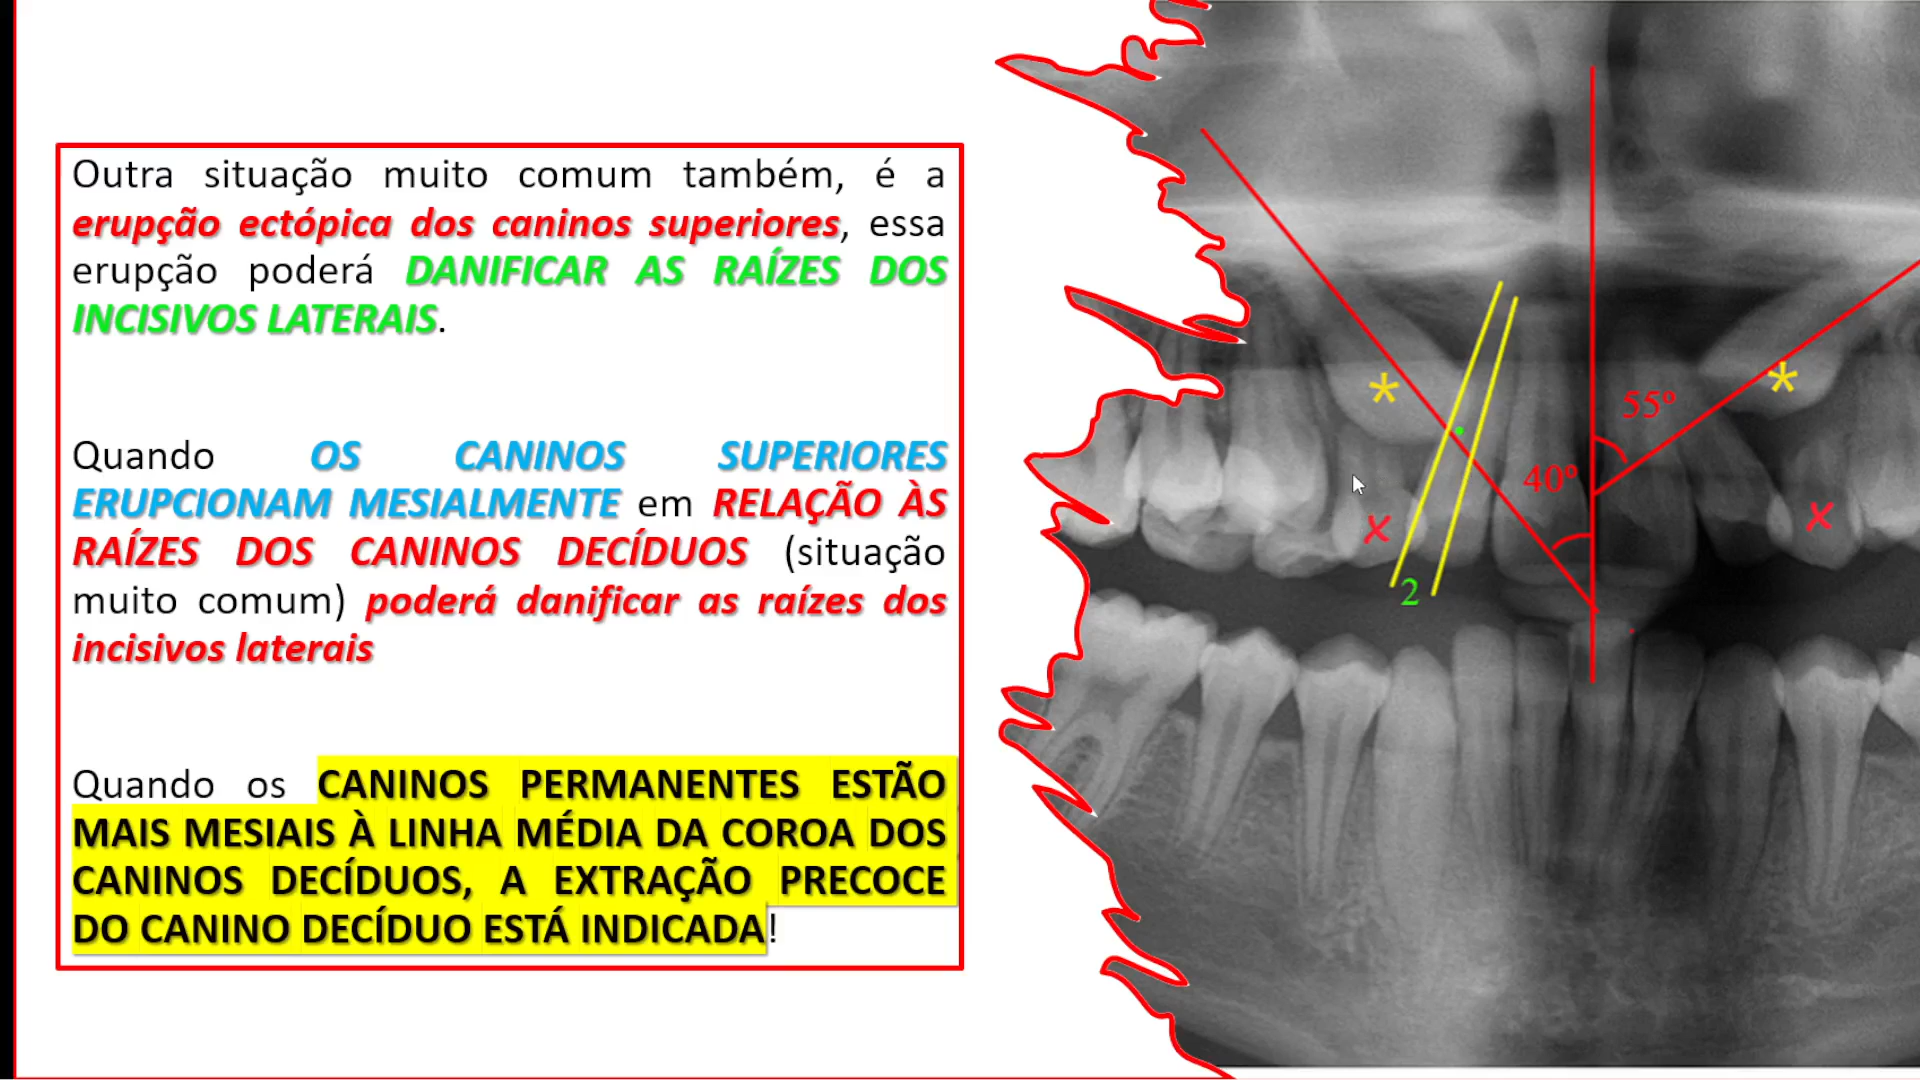 Outra situação muito comum também, é a
erupção ectópica dos caninos superiores, essa
erupção poderá DANIFICAR AS RAÍZES DOS
INCISIVOS LATERAIS.
Quando OS CANINOS SUPERIORES
ERUPCIONAM MESIALMENTE em RELAÇÃO ÀS
RAÍZES DOS CANINOS DECÍDUOS (situação
muito comum) poderá danificar as raízes dos
incisivos laterais
Quando os CANINOS PERMANENTES ESTÃO
MAIS MESIAIS À LINHA MÉDIA DA COROA DOS
CANINOS DECÍDUOS, A EXTRAÇÃO PRECOCE
DO CANINO DECÍDUO ESTÁ INDICADA!
*
*
55º
40º
x
x
2